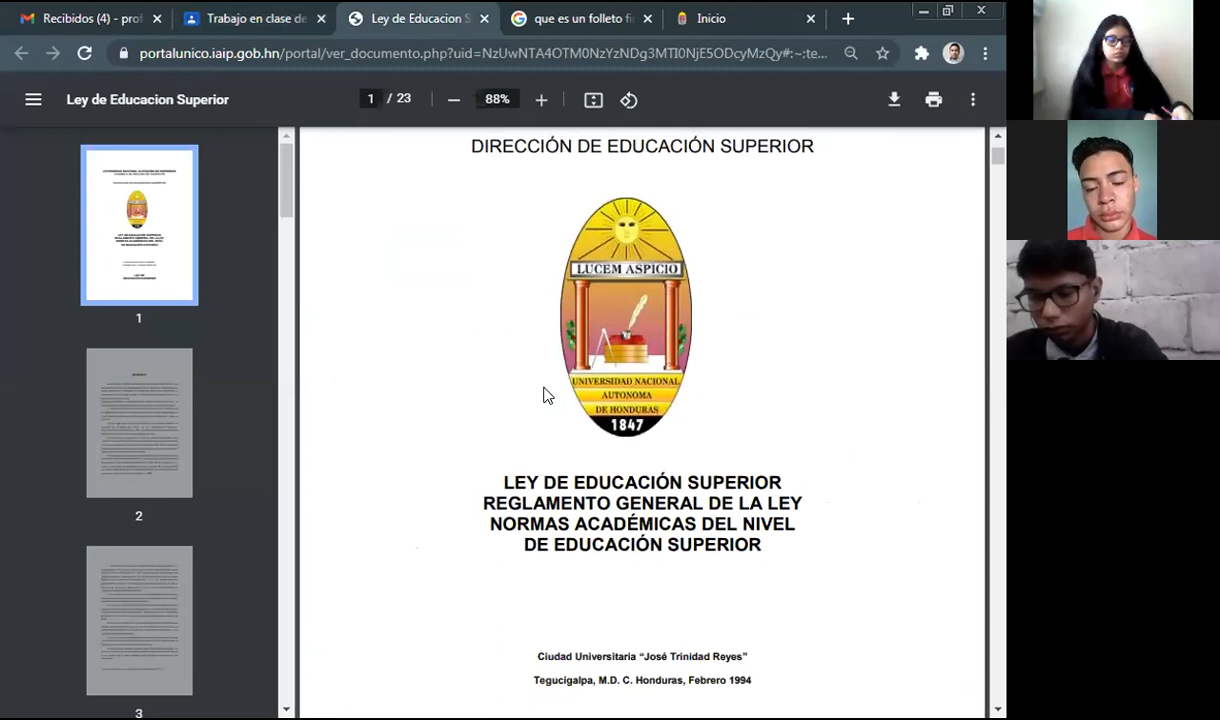 Recibidos (4) - prof
Trabajo en clase de
Ley de Educacion S
que es un folleto fi
Inicio
portalunico.iaip.gob.hn/portal/ver_documento.php?uid=NzUwNTA4OTM0NzYzNDg3MTI0NjE5ODcyMzQy#:~:te...
Ley de Educacion Superior
1 / 23
88%
DIRECCIÓN DE EDUCACIÓN SUPERIOR
LUCEM ASPICIO
UNIVERSIDAD NACIONAL
AUTONOMA
DE HONDURAS
1847
LEY DE EDUCACIÓN SUPERIOR
REGLAMENTO GENERAL DE LA LEY
NORMAS ACADÉMICAS DEL NIVEL
DE EDUCACIÓN SUPERIOR
Ciudad Universitaria “José Trinidad Reyes”
Tegucigalpa, M.D. C. Honduras, Febrero 1994
1
2
3